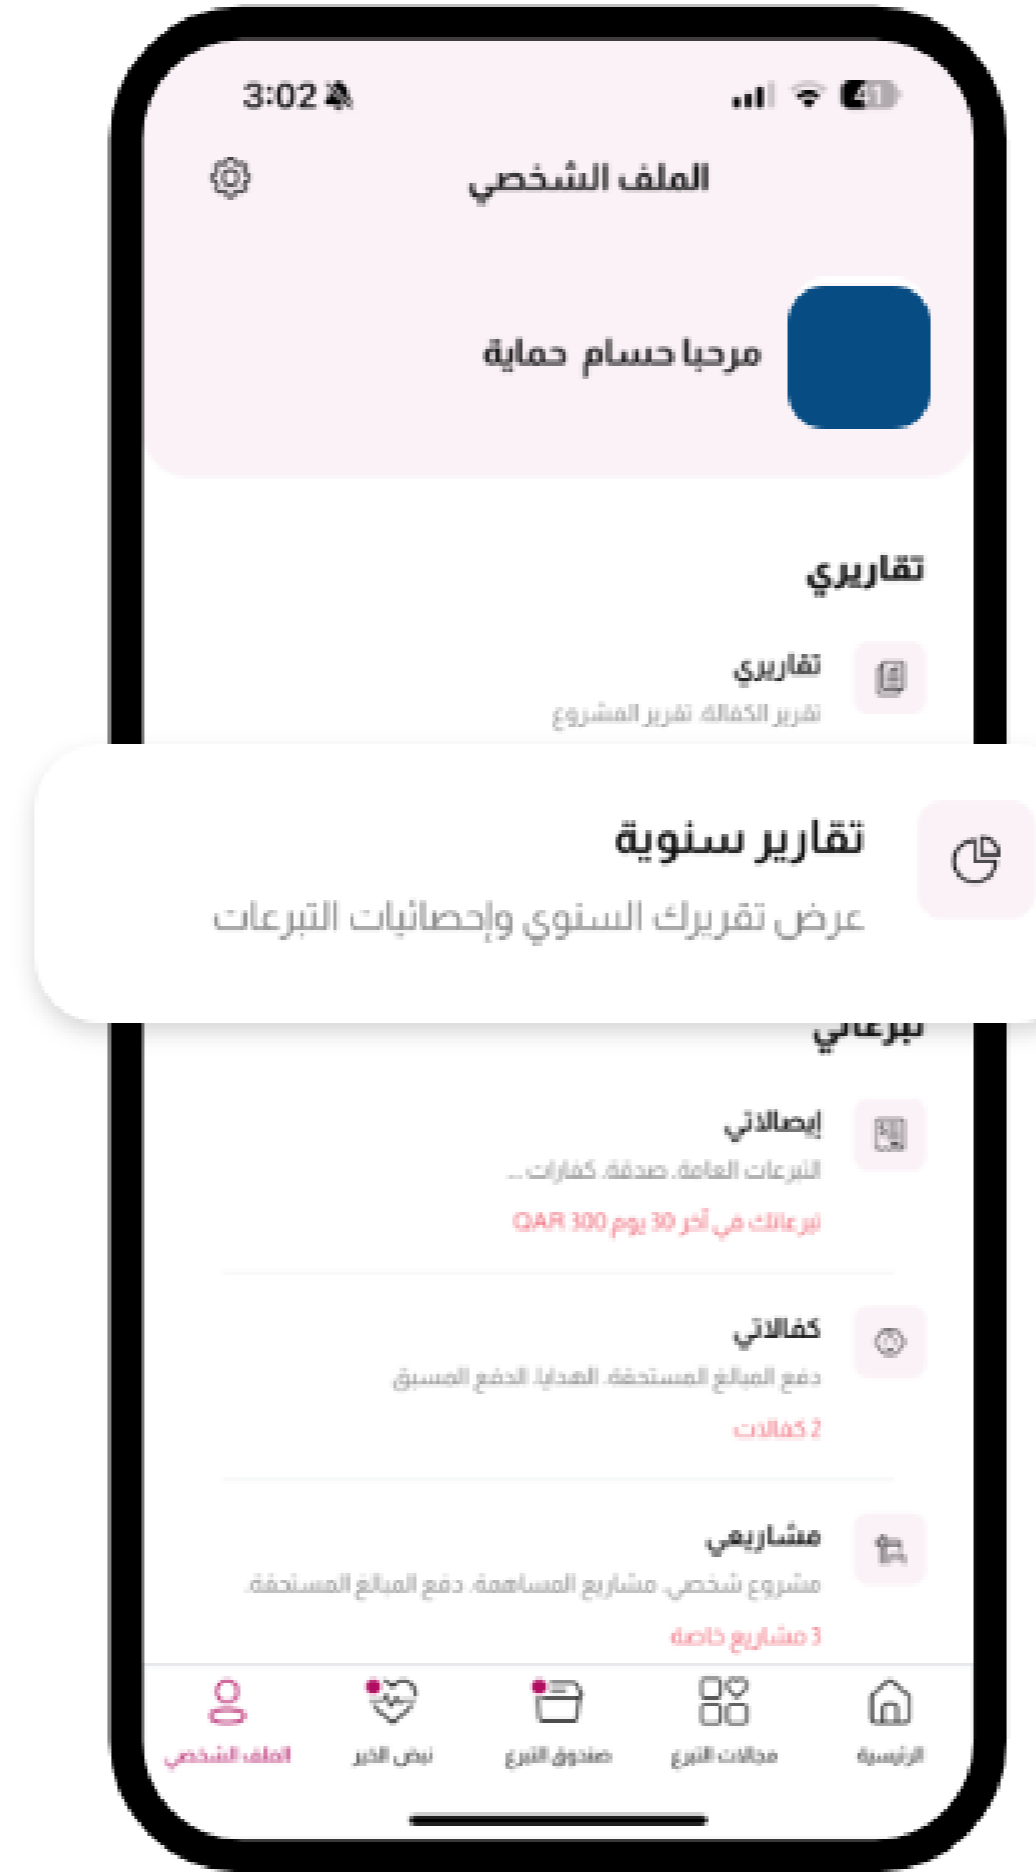 3:02
41
الملف الشخصي
مرحبا حسام حماية
تقاريري
تقاريري
تقرير الكفالة، تقرير المشروع
تقارير سنوية
عرض تقريرك السنوي وإحصائيات التبرعات
تبرعاتي
إيصالاتي
التبرعات العامة، صدقة، كفارات ...
تبرعاتك في آخر 30 يوم QAR 300
كفالاتي
دفع المبالغ المستحقة، الهدايا، الدفع المسبق
2 كفالات
مشاريعي
مشروع شخصي، مشاريع المساهمة، دفع المبالغ المستحقة،
3 مشاريع خاصة
الرئيسية
مجالات التبرع
صندوق التبرع
نبض الخير
الملف الشخصي